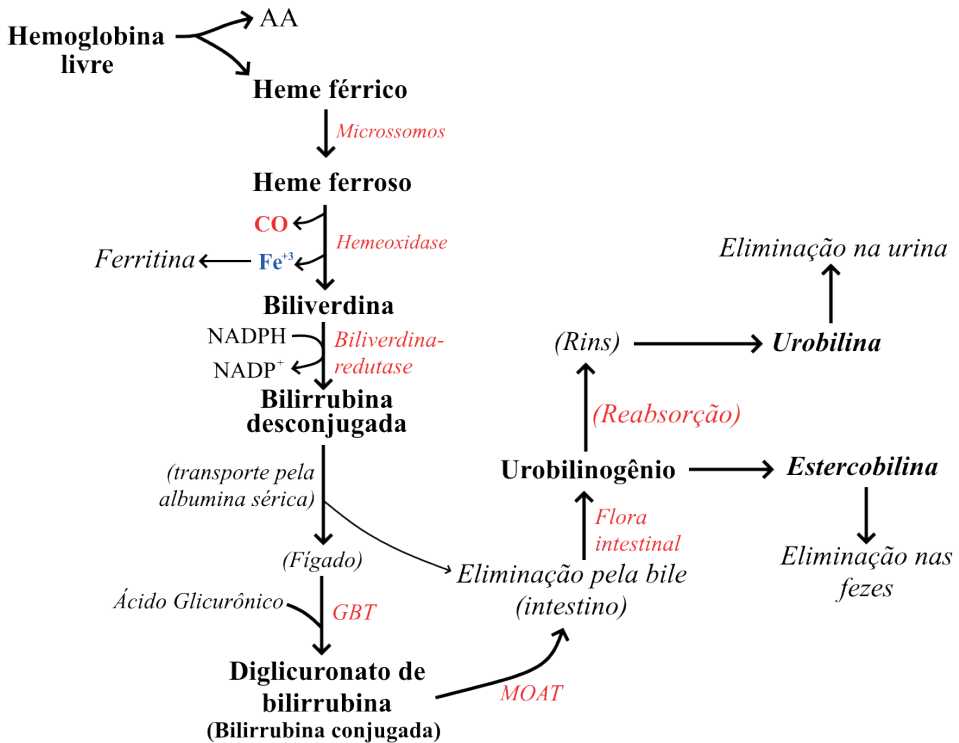 Hemoglobina
livre
AA
Heme férrico
Microssomos
Heme ferroso
CO
Hemeoxidase
Ferritina
Fe+3
Biliverdina
NADPH
NADP+
Biliverdina-
redutase
Bilirrubina
desconjugada
(transporte pela
albumina sérica)
(Fígado)
Ácido Glicurônico
GBT
Diglicuronato de
bilirrubina
(Bilirrubina conjugada)
MOAT
Eliminação pela bile
(intestino)
Flora
intestinal
Urobilinogênio
(Reabsorção)
(Rins)
Urobilina
Eliminação na urina
Estercobilina
Eliminação nas
fezes